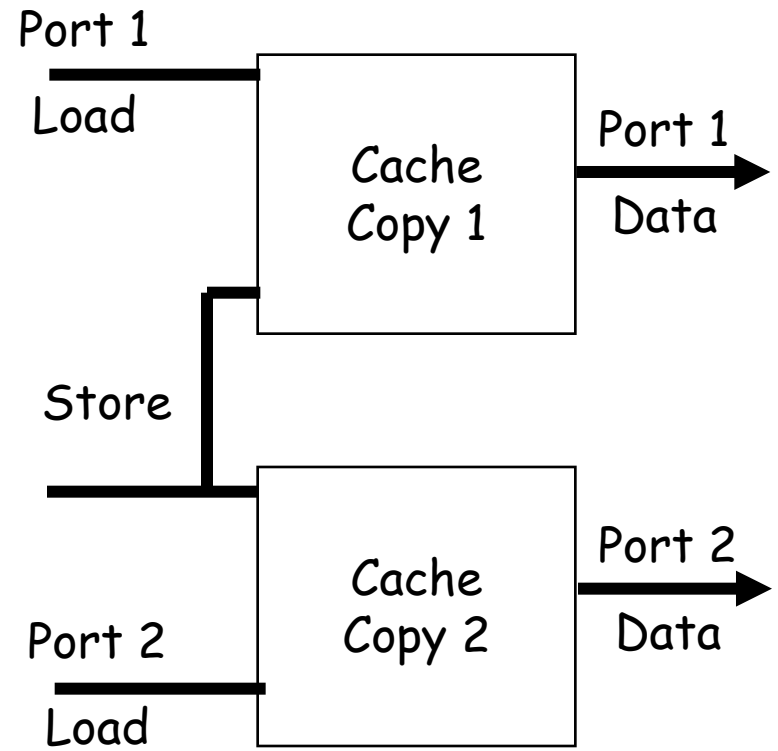 Port 1
Load
Cache
Copy 1
Port 1
Data
Store
Cache
Copy 2
Port 2
Data
Port 2
Load